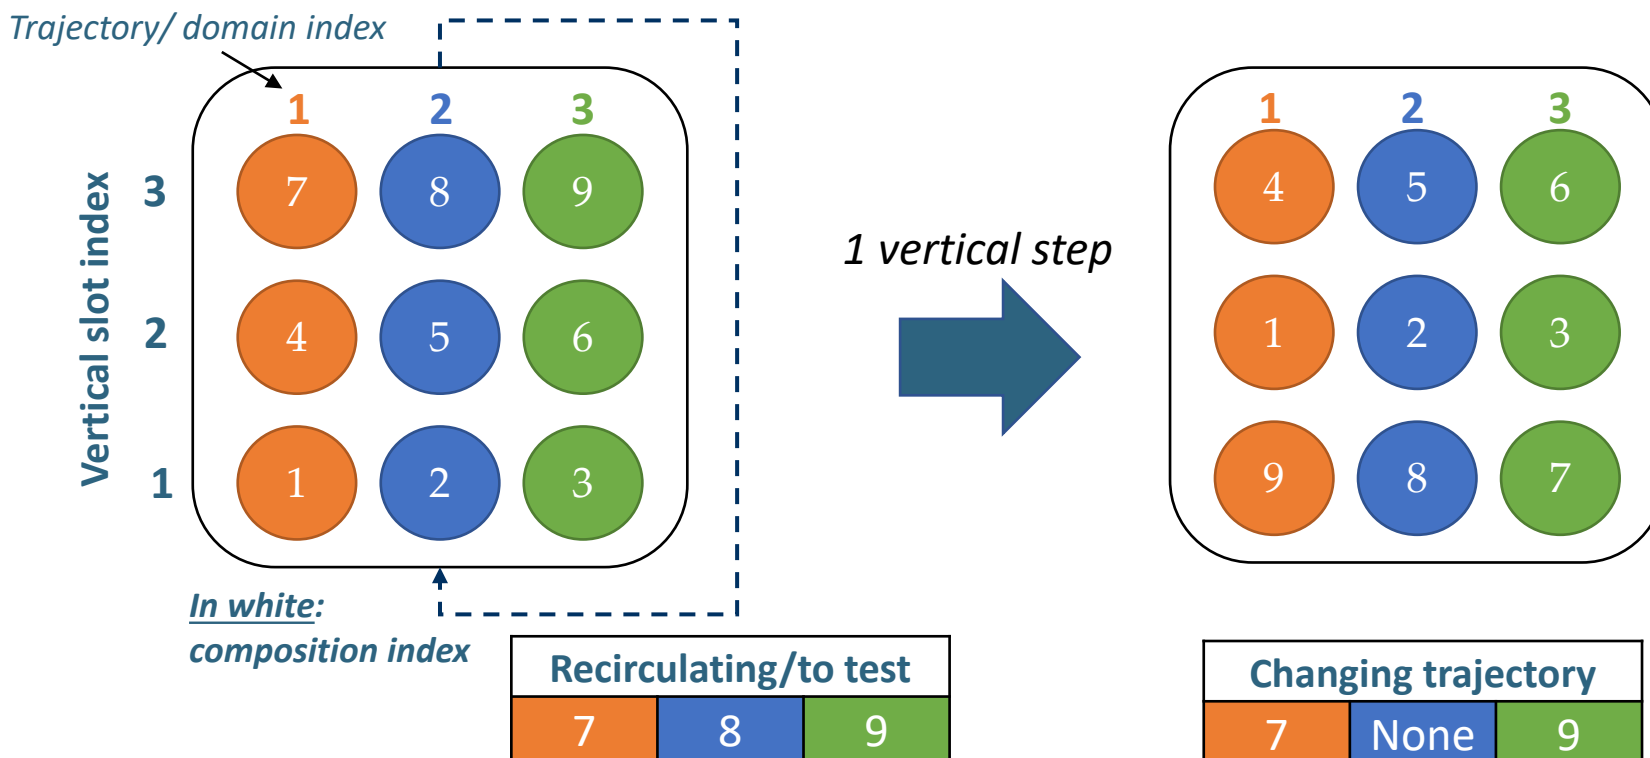 Trajectory/ domain index
1 2 3
Vertical slot index
3 7 8 9
2 4 5 6
1 1 2 3
In white:
composition index
Recirculating/to test
7 8 9
1 vertical step
1 2 3
4 5 6
1 2 3
9 8 7
Changing trajectory
7 None 9